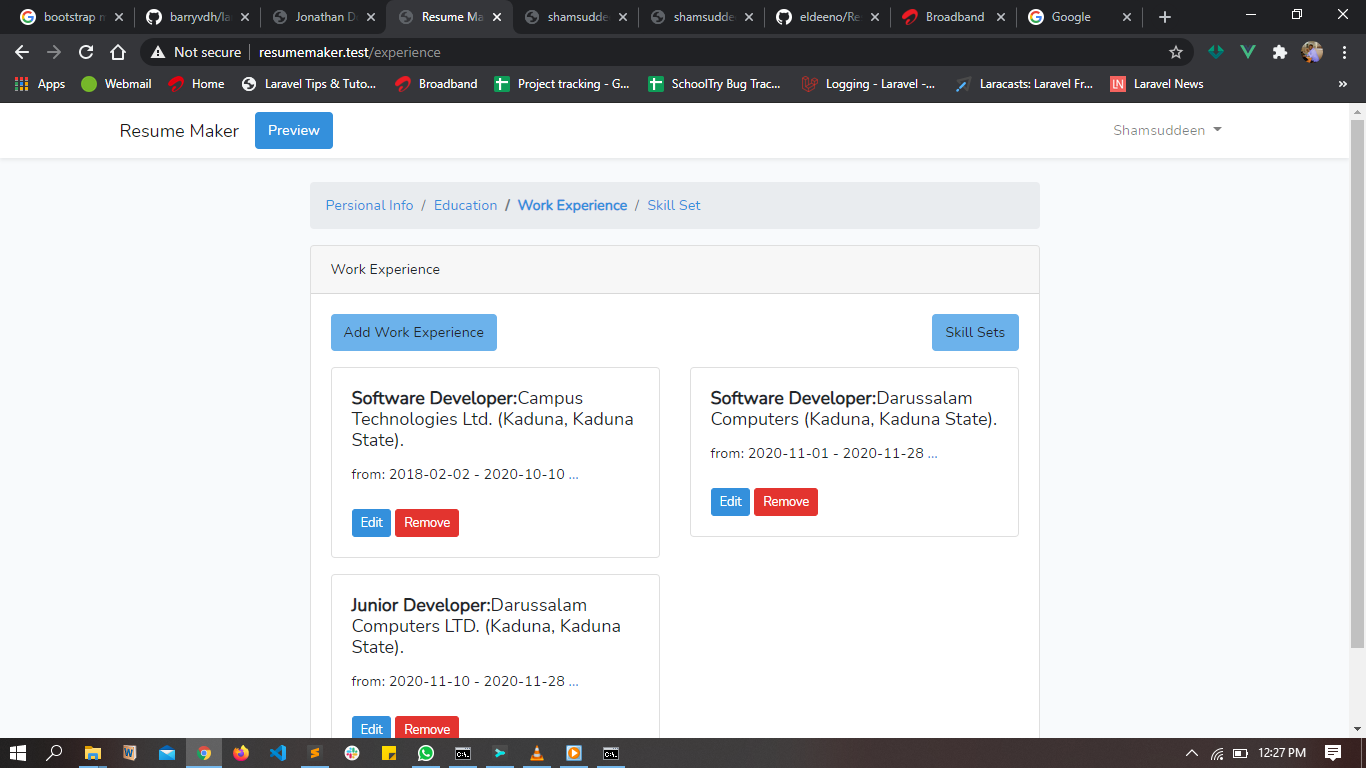 bootstrap n
barryvdh/la
Jonathan D
Resume Ma
shamsudde
shamsudde
eldeeno/Re
Broadband
Google
Not secure
resumemaker.test/experience
Apps
Webmail
Home
Laravel Tips & Tuto...
Broadband
Project tracking - G...
SchoolTry Bug Trac...
Logging - Laravel -...
Laracasts: Laravel Fr...
LN
Laravel News
»
Resume Maker
Preview
Shamsuddeen
Persional Info / Education / Work Experience / Skill Set
Work Experience
Add Work Experience
Skill Sets
Software Developer:Campus
Technologies Ltd. (Kaduna, Kaduna
State).
from: 2018-02-02 - 2020-10-10 ...
Edit
Remove
Software Developer:Darussalam
Computers (Kaduna, Kaduna State).
from: 2020-11-01 - 2020-11-28 ...
Edit
Remove
Junior Developer:Darussalam
Computers LTD. (Kaduna, Kaduna
State).
from: 2020-11-10 - 2020-11-28 ...
Edit
Remove
12:27 PM